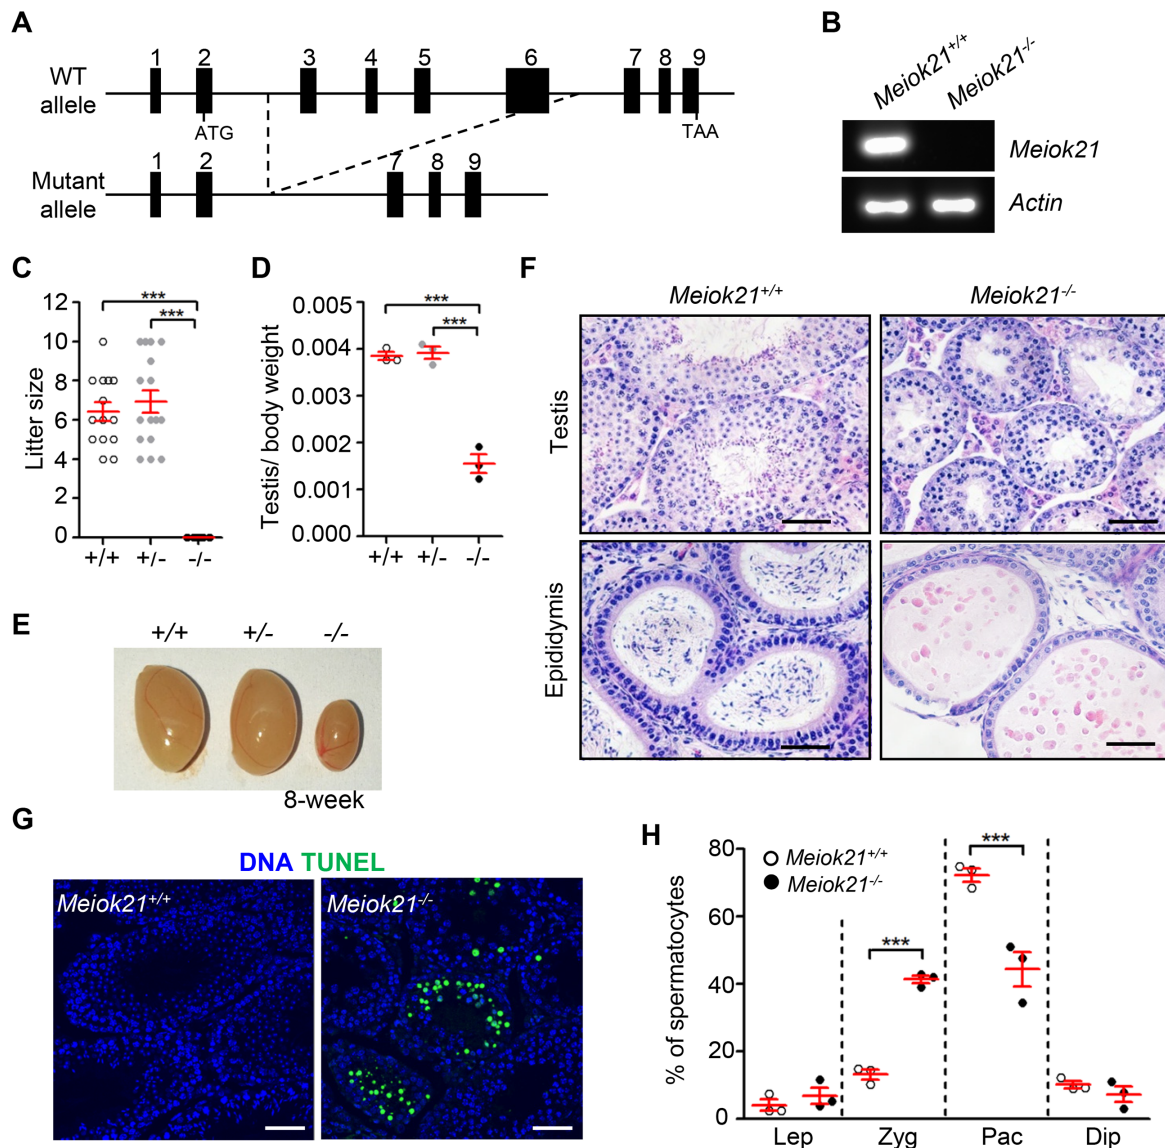 A
1 2 3 4 5 6 7 8 9
WT
allele
ATG
TAA
1 2 7 8 9
Mutant
allele
B
Meiok21+/+
Meiok21-/-
Meiok21
Actin
C
12
10
8
6
4
2
0
Litter size
***
***
+/+ +/- -/-
D
0.005
0.004
0.003
0.002
0.001
0.000
Testis/ body weight
***
***
+/+ +/- -/-
E
+/+ +/- -/-
8-week
F
Meiok21+/+
Meiok21-/-
Testis
Epididymis
G
DNA TUNEL
Meiok21+/+
Meiok21-/-
H
80
60
40
20
0
% of spermatocytes
Meiok21+/+
Meiok21-/-
***
***
Lep Zyg Pac Dip